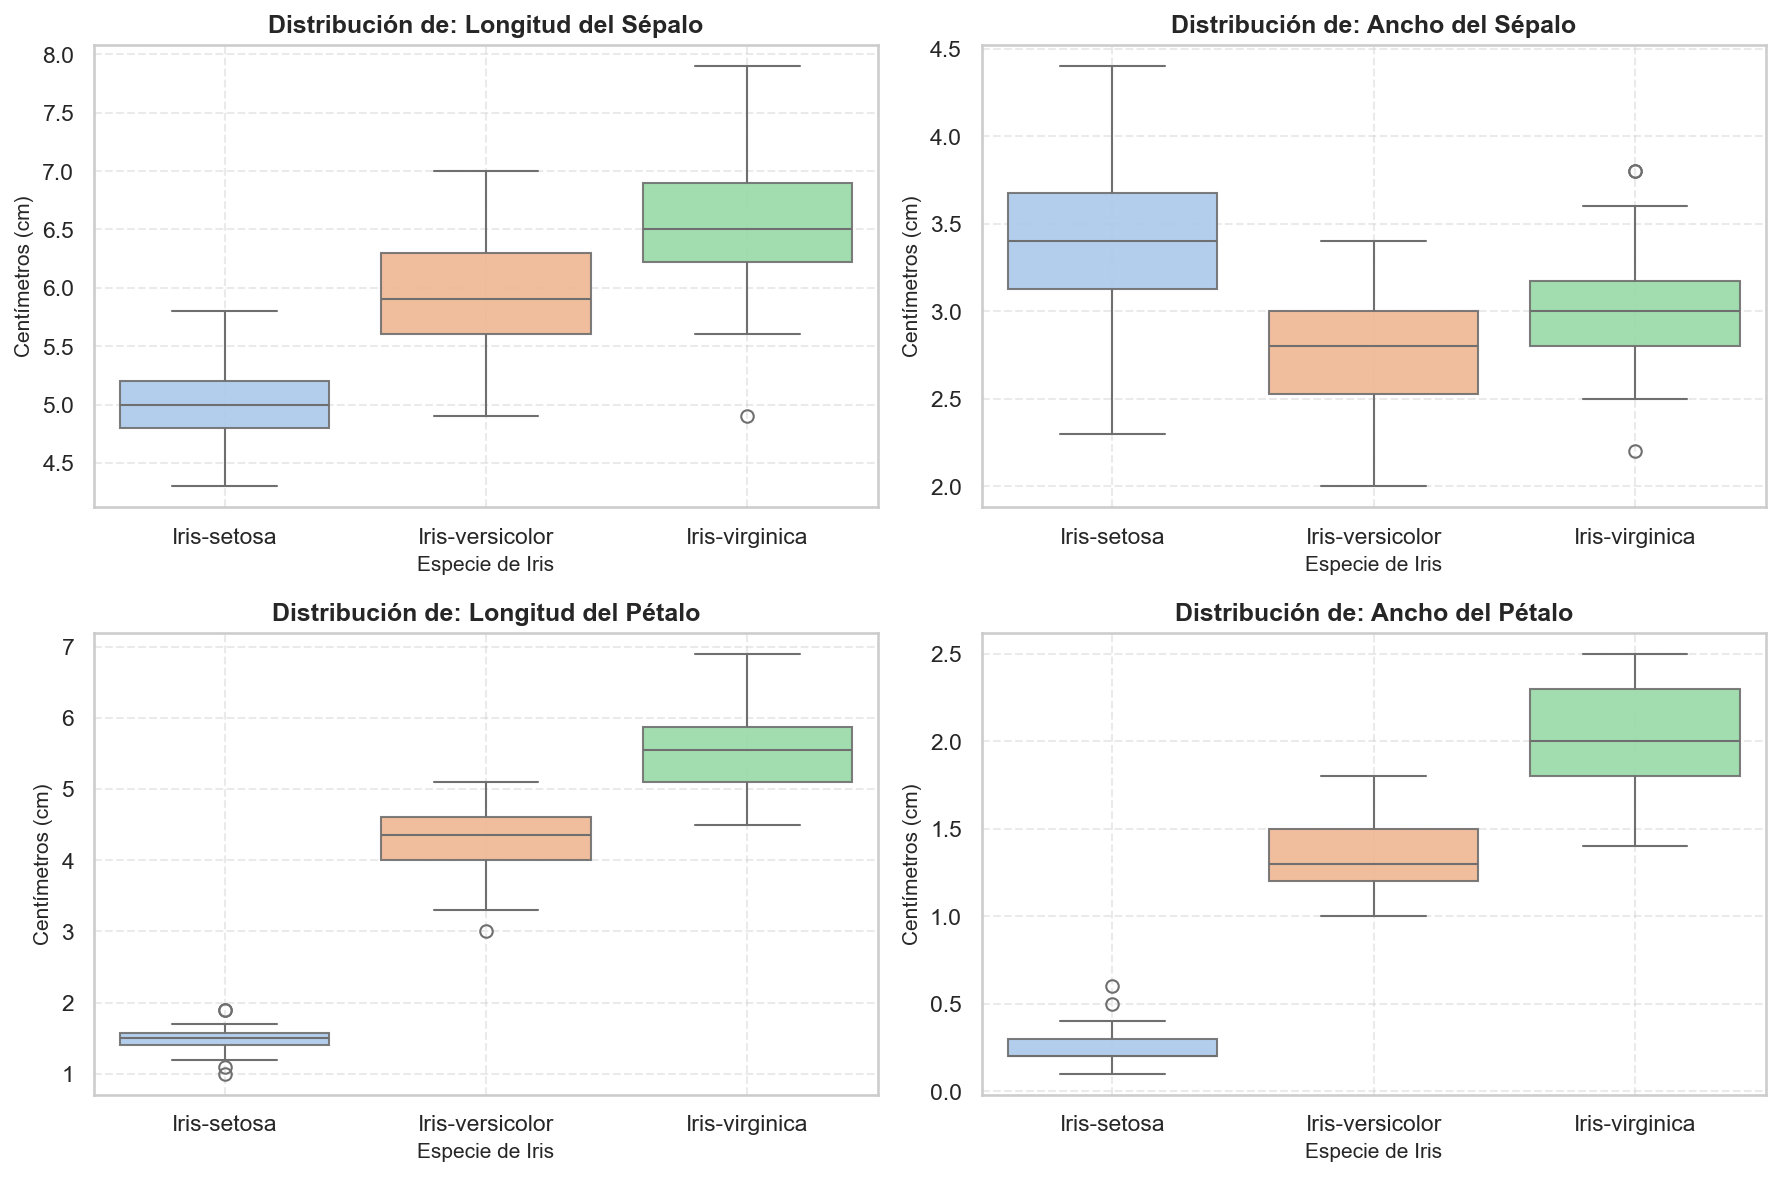 Distribución de: Longitud del Sépalo
Centímetros (cm)
8.0
7.5
7.0
6.5
6.0
5.5
5.0
4.5
Iris-setosa Iris-versicolor Iris-virginica
Especie de Iris
Distribución de: Ancho del Sépalo
Centímetros (cm)
4.5
4.0
3.5
3.0
2.5
2.0
Iris-setosa Iris-versicolor Iris-virginica
Especie de Iris
Distribución de: Longitud del Pétalo
Centímetros (cm)
7
6
5
4
3
2
1
Iris-setosa Iris-versicolor Iris-virginica
Especie de Iris
Distribución de: Ancho del Pétalo
Centímetros (cm)
2.5
2.0
1.5
1.0
0.5
0.0
Iris-setosa Iris-versicolor Iris-virginica
Especie de Iris